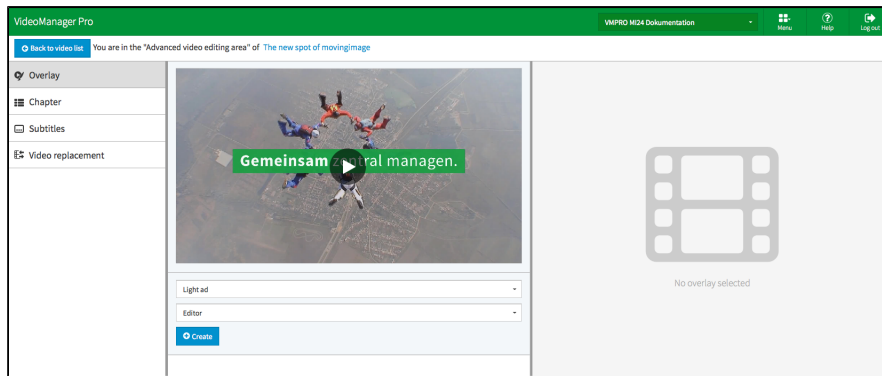 VideoManager Pro
VMPRO MI24 Dokumentation
Menu
Help
Log out
Back to video list
You are in the "Advanced video editing area" of The new spot of movingimage
Overlay
Chapter
Subtitles
Video replacement
Gemeinsam zentral managen.
Light ad
Editor
Create
No overlay selected